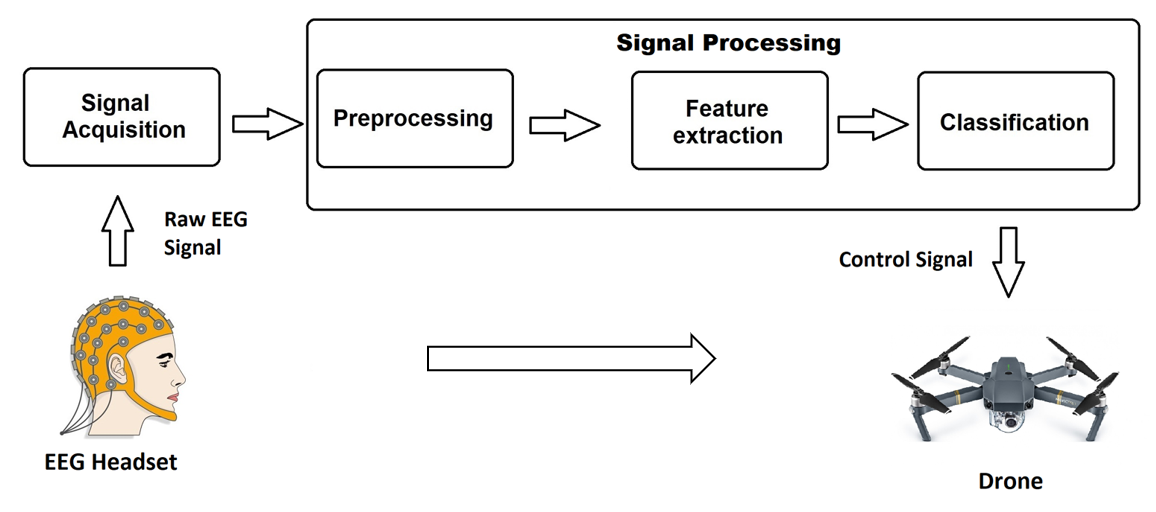 Signal Processing
Signal
Acquisition
Preprocessing
Feature
extraction
Classification
Raw EEG
Signal
Control Signal
EEG Headset
Drone